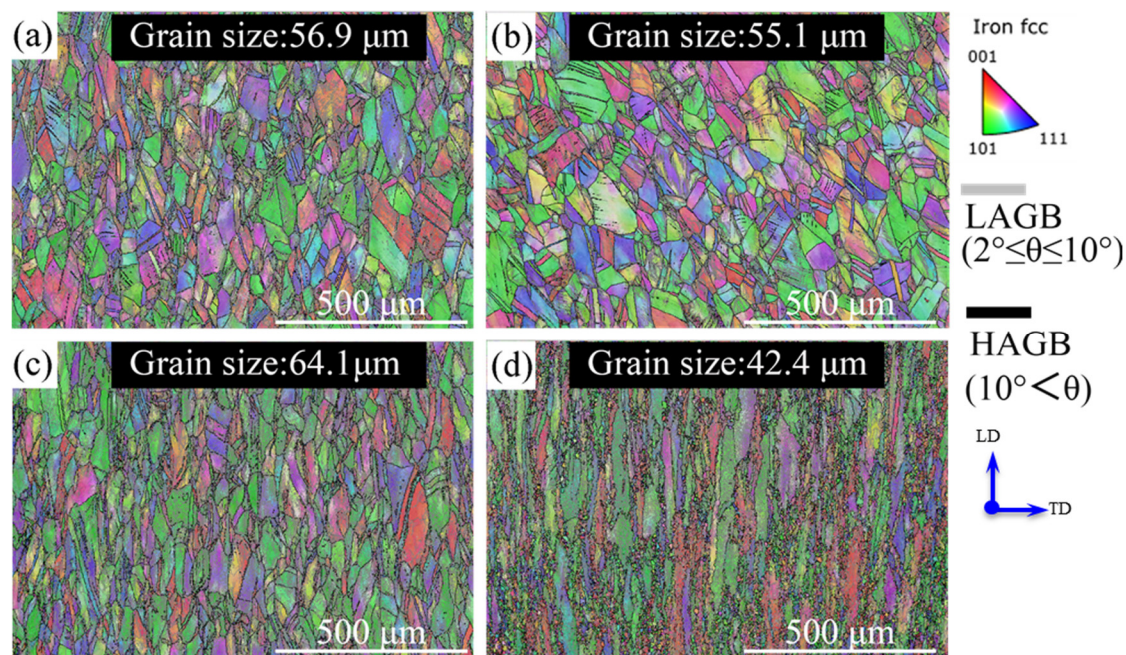 (a)
Grain size:56.9 μm
500 μm
(b)
Grain size:55.1 μm
500 μm
(c)
Grain size:64.1μm
500 μm
(d)
Grain size:42.4 μm
500 μm
Iron fcc
001
101
111
LAGB
(2°≤θ≤10°)
HAGB
(10°<θ)
LD
TD